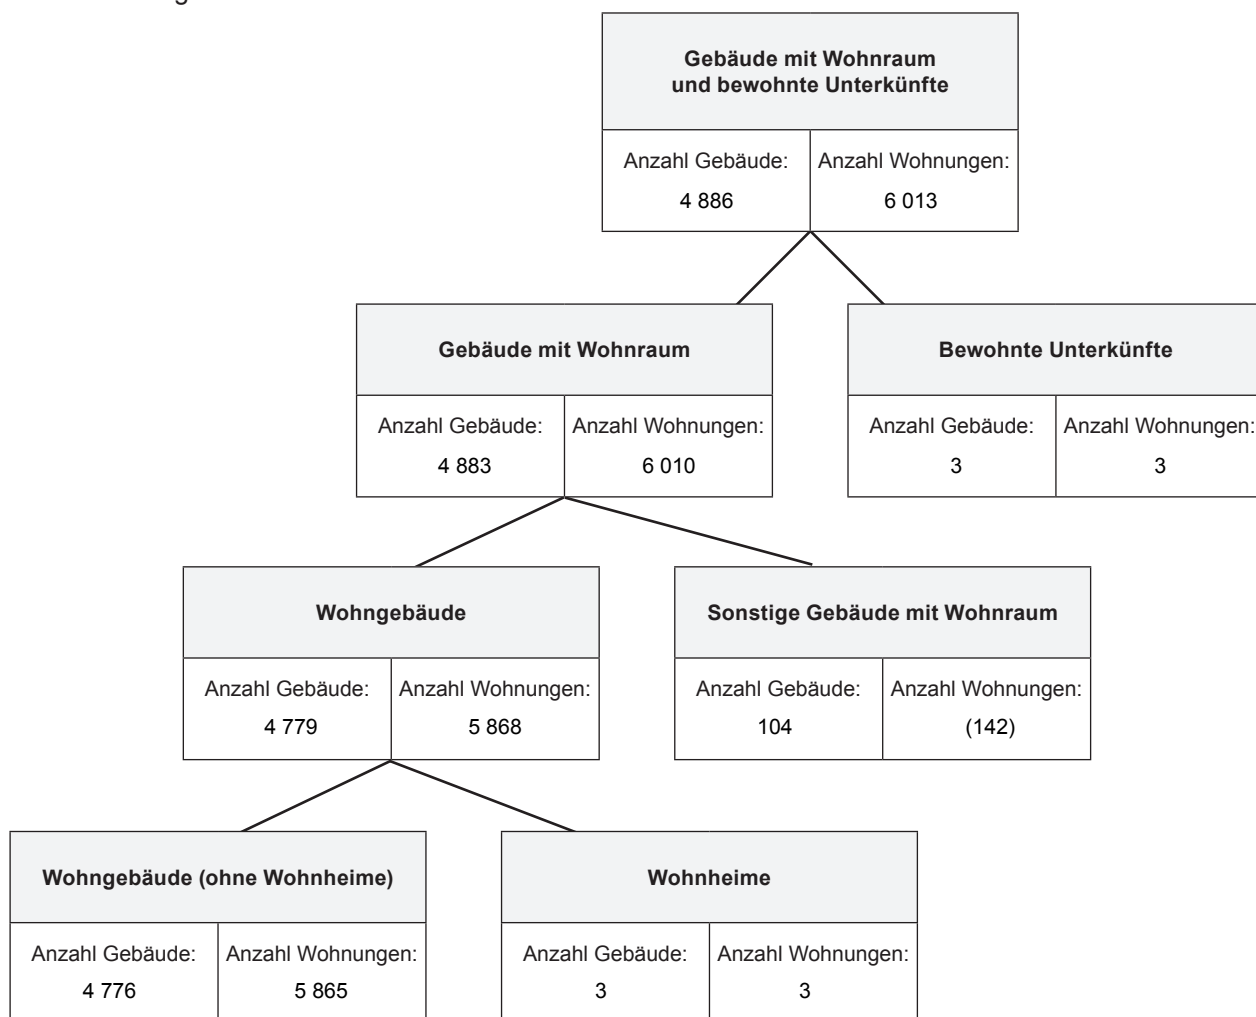 Gebäude mit Wohnraum
und bewohnte Unterkünfte
Anzahl Gebäude: Anzahl Wohnungen:
4 886 6 013
Gebäude mit Wohnraum Bewohnte Unterkünfte
Anzahl Gebäude: Anzahl Wohnungen: Anzahl Gebäude: Anzahl Wohnungen:
4 883 6 010 3 3
Wohngebäude Sonstige Gebäude mit Wohnraum
Anzahl Gebäude: Anzahl Wohnungen: Anzahl Gebäude: Anzahl Wohnungen:
4 779 5 868 104 (142)
Wohngebäude (ohne Wohnheime) Wohnheime
Anzahl Gebäude: Anzahl Wohnungen: Anzahl Gebäude: Anzahl Wohnungen:
4 776 5 865 3 3